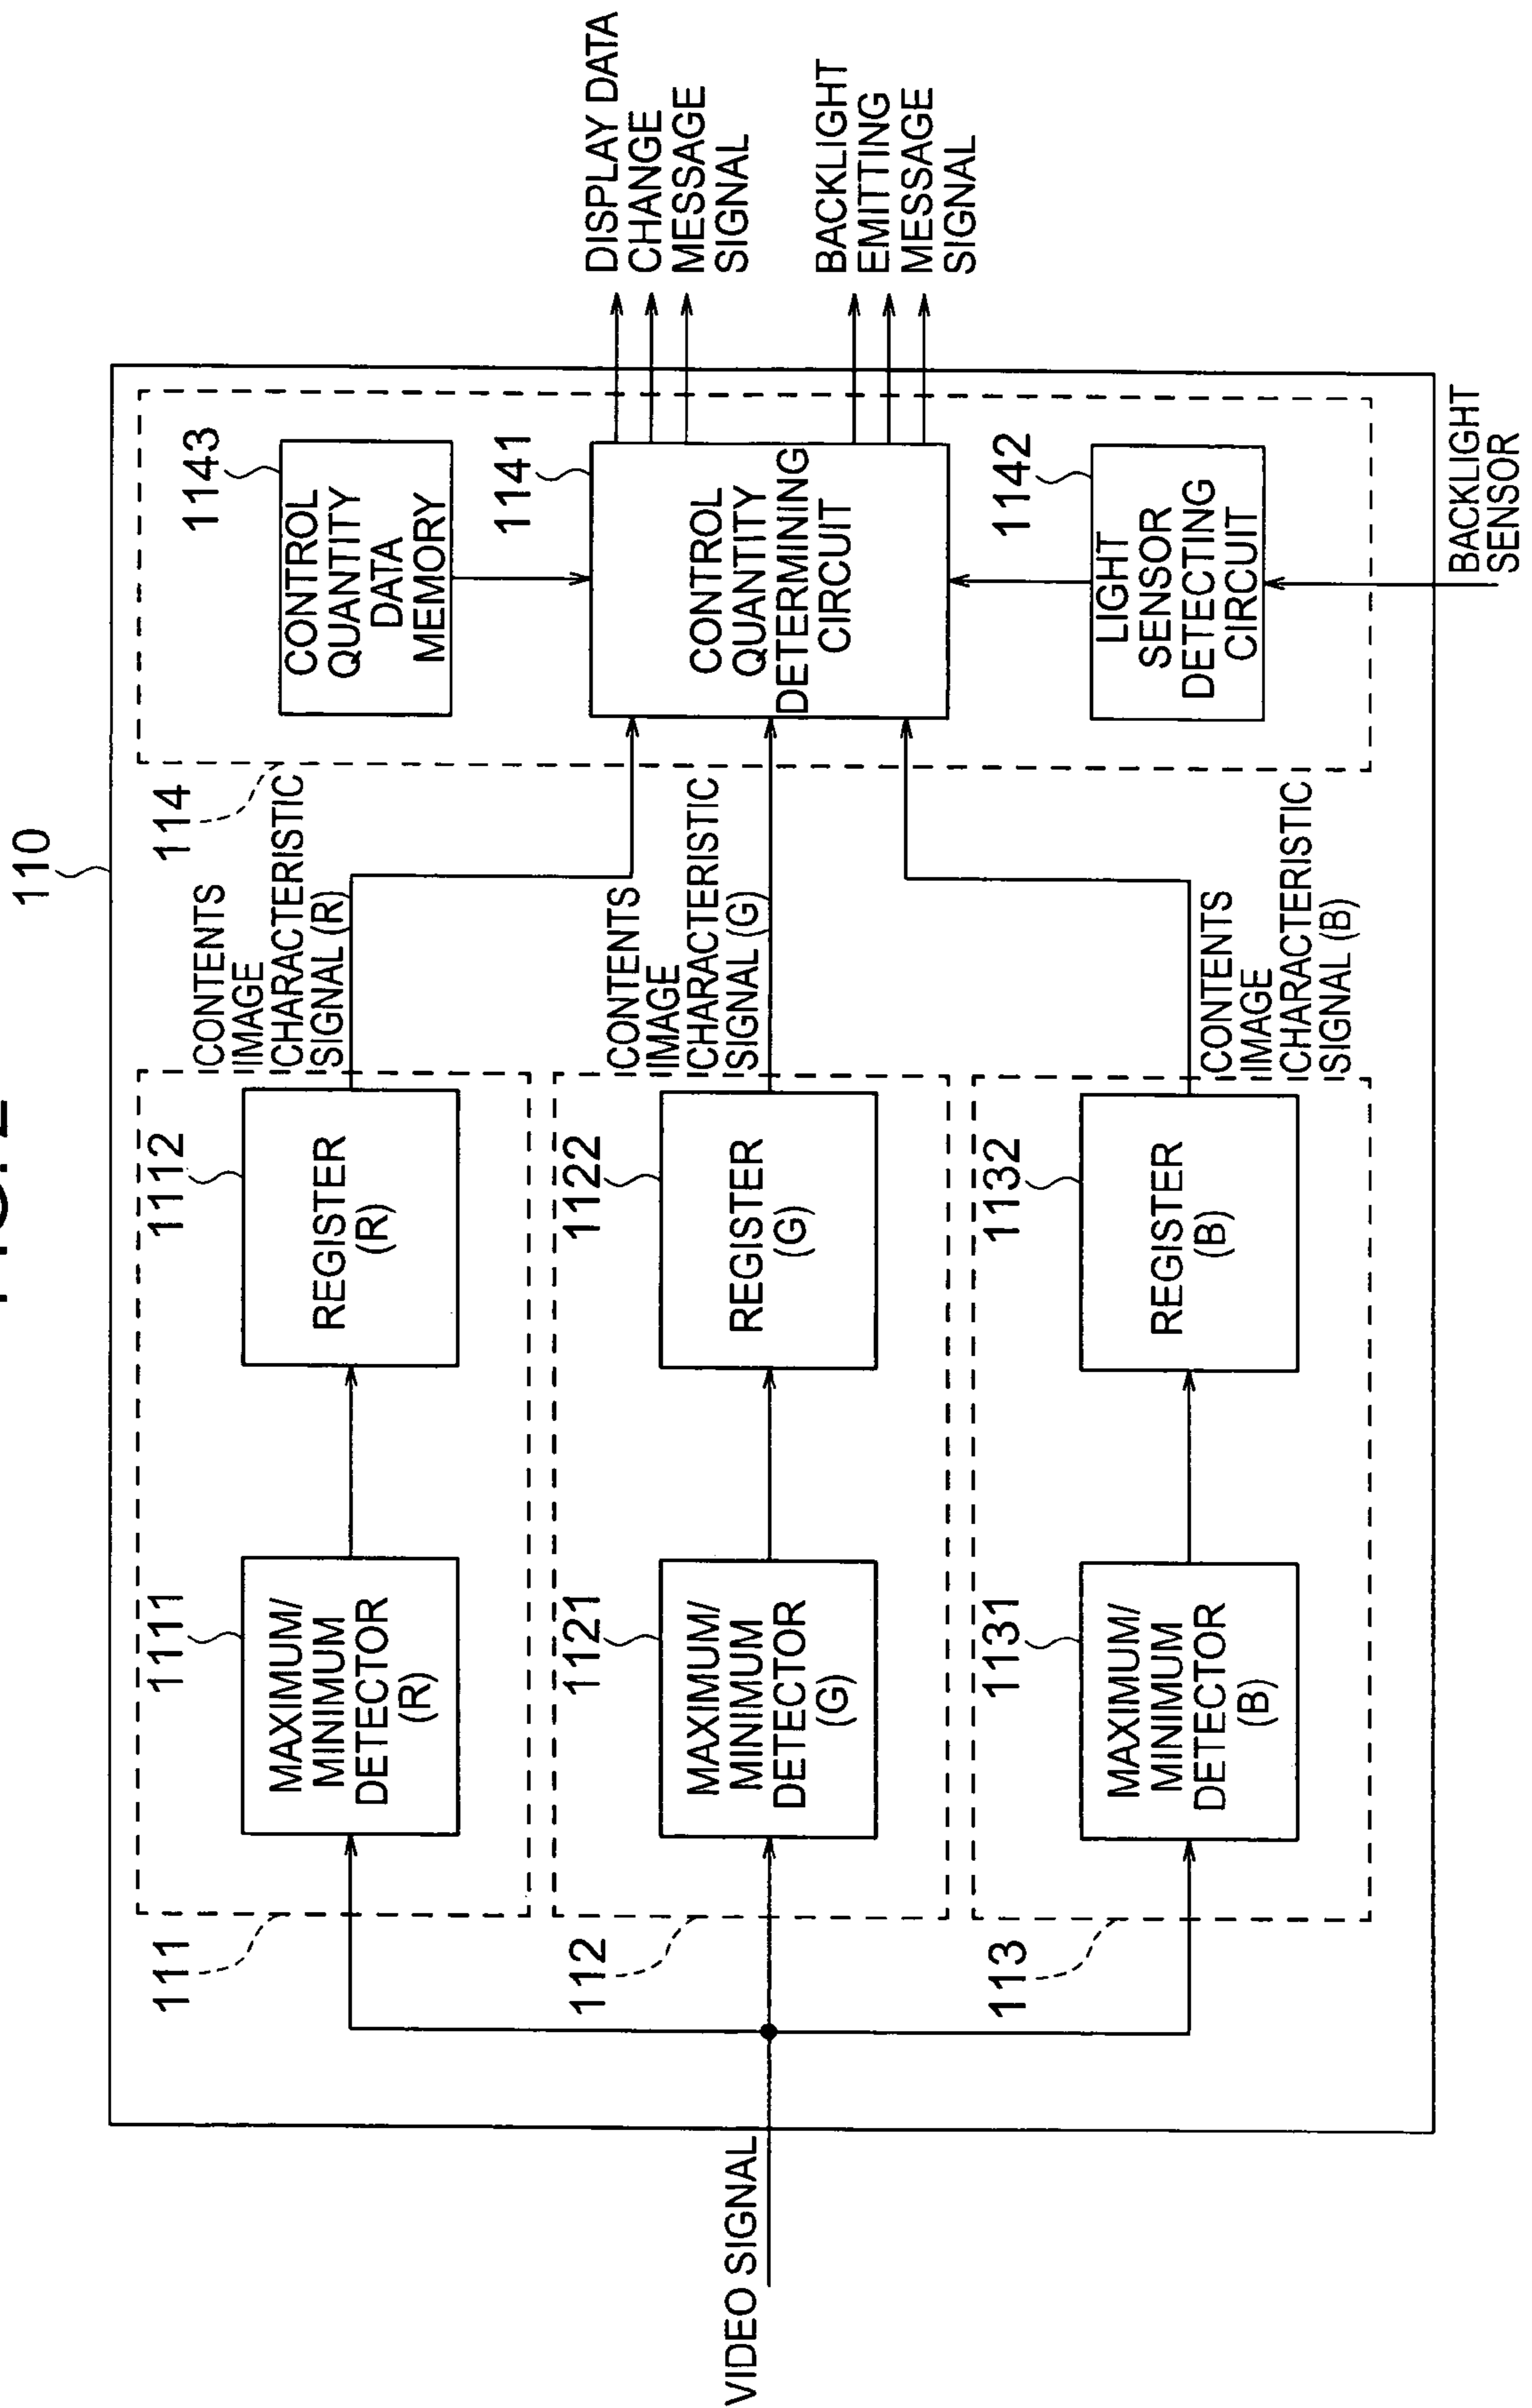 110
VIDEO SIGNAL
111
1111
MAXIMUM/
MINIMUM
DETECTOR
(R)
1112
REGISTER
(R)
CONTENTS
IMAGE
CHARACTERISTIC
SIGNAL (R)
112
1121
MAXIMUM/
MINIMUM
DETECTOR
(G)
1122
REGISTER
(G)
CONTENTS
IMAGE
CHARACTERISTIC
SIGNAL (G)
113
1131
MAXIMUM/
MINIMUM
DETECTOR
(B)
1132
REGISTER
(B)
CONTENTS
IMAGE
CHARACTERISTIC
SIGNAL (B)
114
1143
CONTROL
QUANTITY
DATA
MEMORY
1141
CONTROL
QUANTITY
DETERMINING
CIRCUIT
1142
LIGHT
SENSOR
DETECTING
CIRCUIT
DISPLAY DATA
CHANGE
MESSAGE
SIGNAL
BACKLIGHT
EMITTING
MESSAGE
SIGNAL
BACKLIGHT
SENSOR